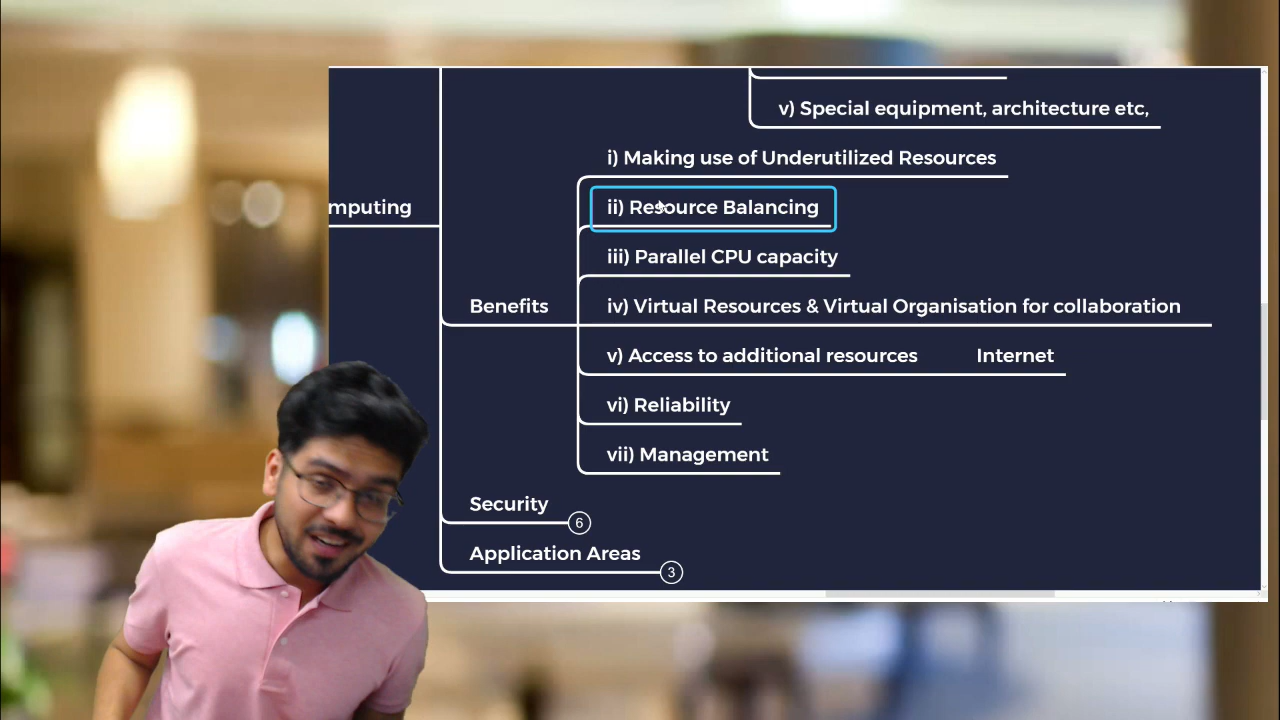 v) Special equipment, architecture etc,
i) Making use of Underutilized Resources
mputing
ii) Resource Balancing
iii) Parallel CPU capacity
Benefits
iv) Virtual Resources & Virtual Organisation for collaboration
v) Access to additional resources Internet
vi) Reliability
vii) Management
Security 6
Application Areas 3